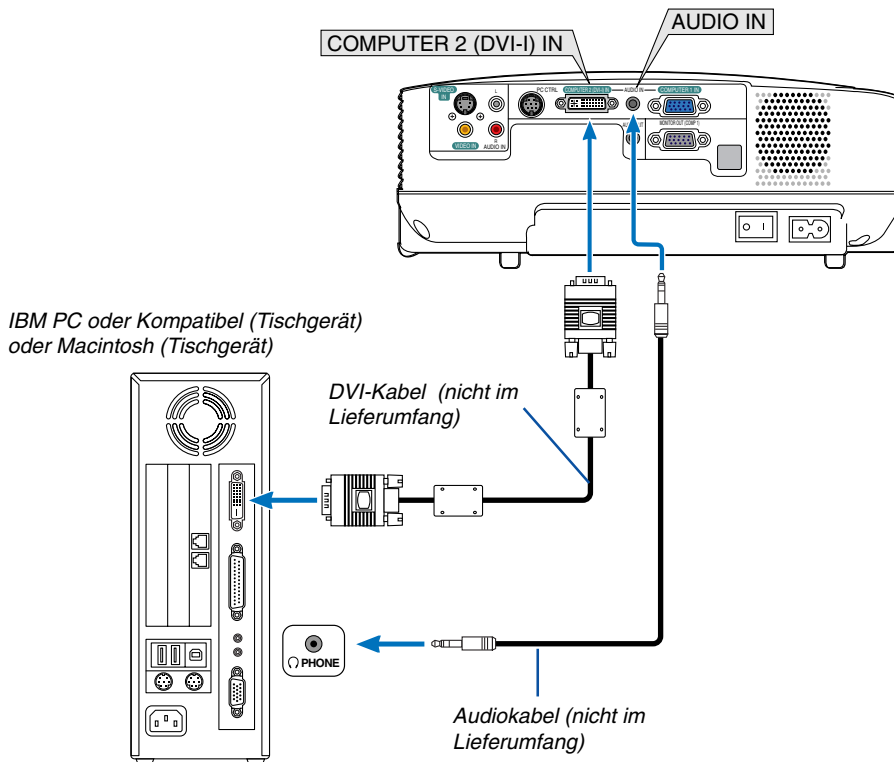 AUDIO IN
COMPUTER 2 (DVI-I) IN
S-VIDEO
IN
L
PC CTRL
COMPUTER 2 (DVI-I) IN
AUDIO IN
COMPUTER 1 IN
VIDEO IN
R
AUDIO IN
MONITOR OUT (COMP 1)
IBM PC oder Kompatibel (Tischgerät)
oder Macintosh (Tischgerät)
DVI-Kabel (nicht im
Lieferumfang)
PHONE
Audiokabel (nicht im
Lieferumfang)